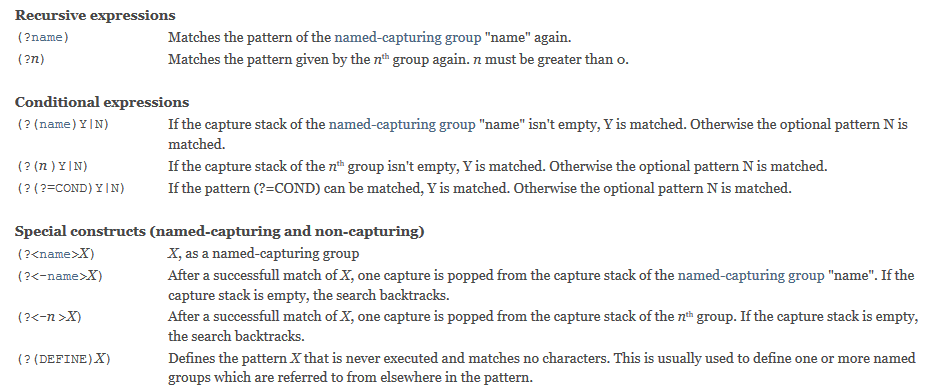 Recursive expressions
(?name) Matches the pattern of the named-capturing group "name" again.
(?n) Matches the pattern given by the nth group again. n must be greater than 0.
Conditional expressions
(?(name)Y|N) If the capture stack of the named-capturing group "name" isn't empty, Y is matched. Otherwise the optional pattern N is
matched.
(?(n)Y|N) If the capture stack of the nth group isn't empty, Y is matched. Otherwise the optional pattern N is matched.
(?(?=COND)Y|N) If the pattern (?=COND) can be matched, Y is matched. Otherwise the optional pattern N is matched.
Special constructs (named-capturing and non-capturing)
(?<name>X) X, as a named-capturing group
(?<-name>X) After a successfull match of X, one capture is popped from the capture stack of the named-capturing group "name". If the
capture stack is empty, the search backtracks.
(?<-n>X) After a successfull match of X, one capture is popped from the capture stack of the nth group. If the capture stack is empty,
the search backtracks.
(?(DEFINE)X) Defines the pattern X that is never executed and matches no characters. This is usually used to define one or more named
groups which are referred to from elsewhere in the pattern.